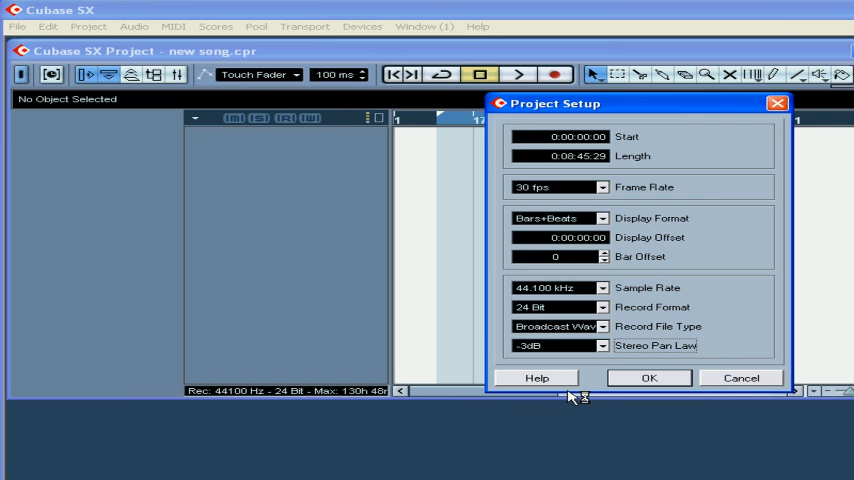 Cubase SX
File Edit Project Audio MIDI Scores Pool Transport Devices Window (1) Help
Cubase SX Project - new song.cpr
Touch Fader 100 ms
No Object Selected
Project Setup
1 17 1
0:00:00:00 Start
0:08:45:29 Length
30 fps Frame Rate
Bars+Beats Display Format
0:00:00:00 Display Offset
0 Bar Offset
44.100 kHz Sample Rate
24 Bit Record Format
Broadcast Wav Record File Type
-3dB Stereo Pan Law
Help OK Cancel
Rec: 44100 Hz - 24 Bit - Max: 130h 48r